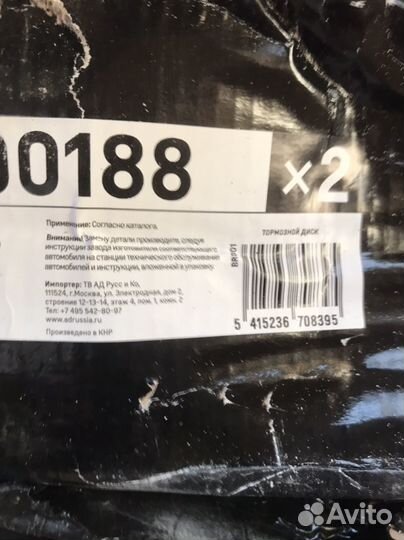 00188
×2
Применение: Согласно каталога.
Внимание! Замену детали производите, следуя
инструкции завода изготовителя соответствующего
автомобиля на станции технического обслуживания
автомобилей и инструкции, вложенной в упаковку.
Импортер: ТВ АД Русс и Ко,
111524, г.Москва, ул. Электродная, дом 2,
строение 12-13-14, этаж 4, пом. 1, комн. 2
Тел.: +7 495 542-80-97
www.adrussia.ru
Произведено в КНР
ТОРМОЗНОЙ ДИСК
BRP01
5 415236 708395
Avito